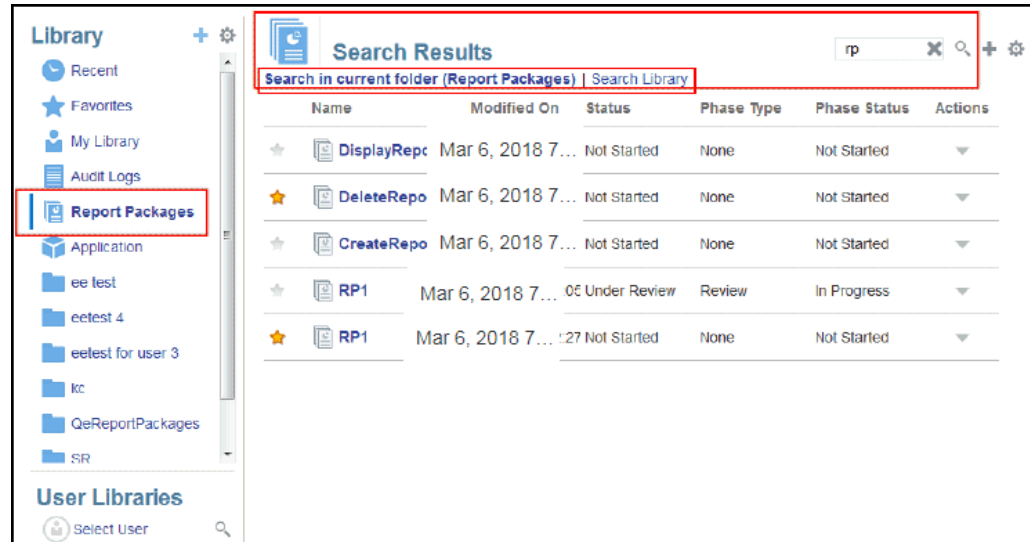 Library
Recent
Favorites
My Library
Audit Logs
Report Packages
Application
ee test
eetest 4
eetest for user 3
kc
QeReportPackages
SR
User Libraries
Select User
Search Results
rp
Search in current folder (Report Packages) | Search Library
Name Modified On Status Phase Type Phase Status Actions
DisplayRepo Mar 6, 2018 7... Not Started None Not Started
DeleteRepo Mar 6, 2018 7... Not Started None Not Started
CreateRepo Mar 6, 2018 7... Not Started None Not Started
RP1 Mar 6, 2018 7... Under Review Review In Progress
RP1 Mar 6, 2018 7... :27 Not Started None Not Started